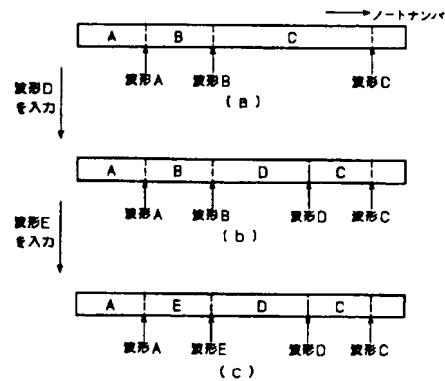 →ノートナンバ
A B C
波形A 波形B 波形C
(a)
波形D
を入力
A B D C
波形A 波形B 波形D 波形C
(b)
波形E
を入力
A E D C
波形A 波形E 波形D 波形C
(c)